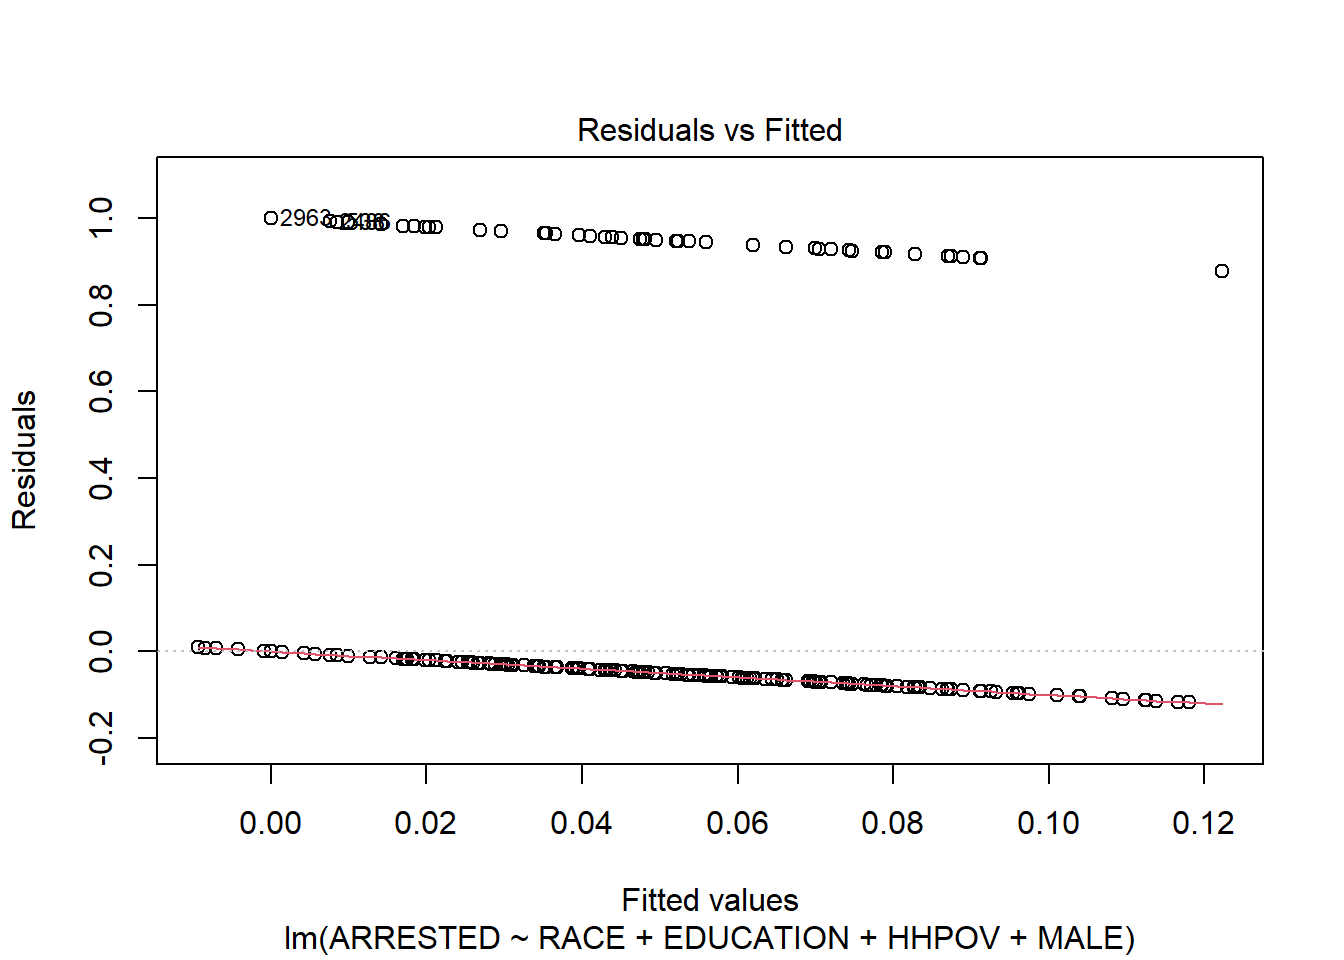 Residuals vs Fitted
Residuals
1.0
0.8
0.6
0.4
0.2
0.0
-0.2
2963
0.00 0.02 0.04 0.06 0.08 0.10 0.12
Fitted values
lm(ARRESTED ~ RACE + EDUCATION + HHPOV + MALE)